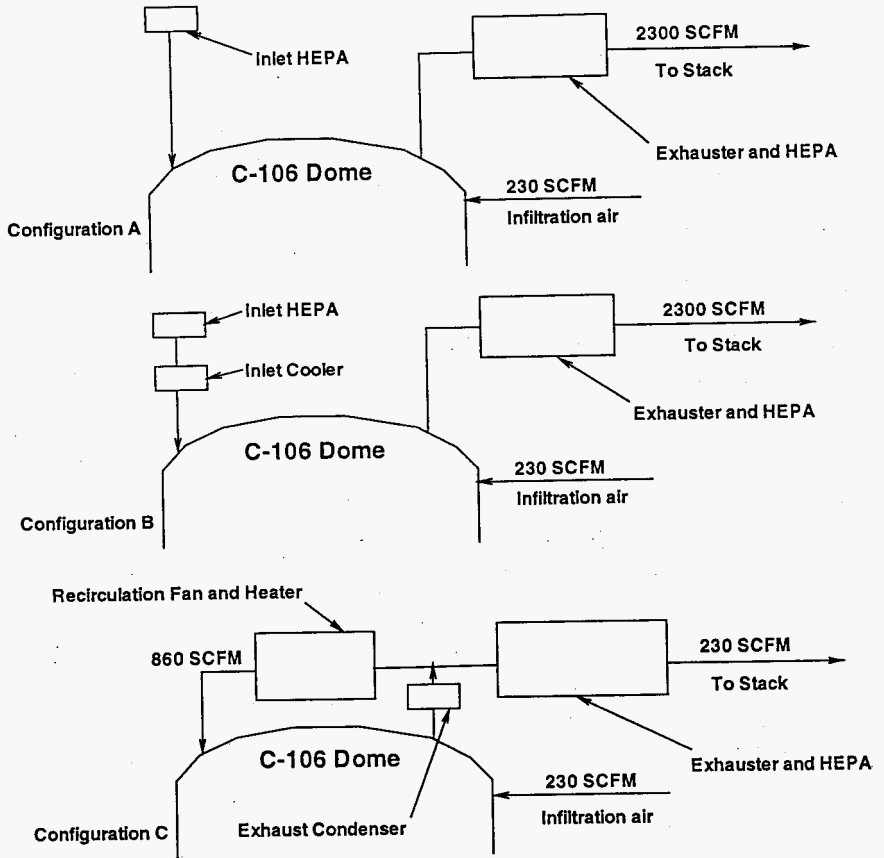 2300 SCFM
Inlet HEPA
To Stack
Exhauster and HEPA
C-106 Dome
230 SCFM
Infiltration air
Configuration A
Inlet HEPA
2300 SCFM
To Stack
Inlet Cooler
Exhauster and HEPA
C-106 Dome
230 SCFM
Infiltration air
Configuration B
Recirculation Fan and Heater
860 SCFM
230 SCFM
To Stack
C-106 Dome
Exhauster and HEPA
230 SCFM
Infiltration air
Configuration C
Exhaust Condenser